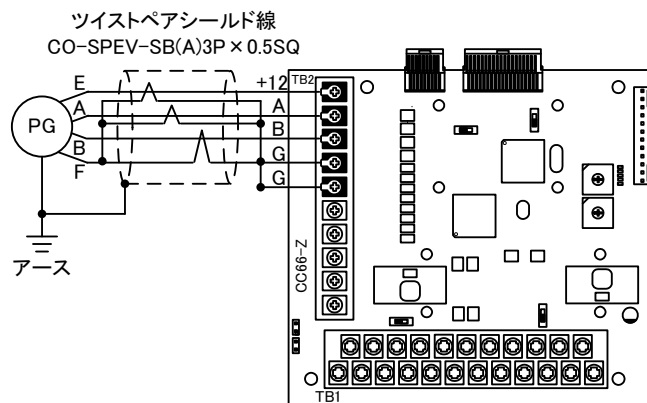 ツイストペアシールド線
CO-SPEV-SB(A)3P×0.5SQ
E
+12
TB2
A
A
PG
B
B
F
G
G
アース
CC66-Z
TB1